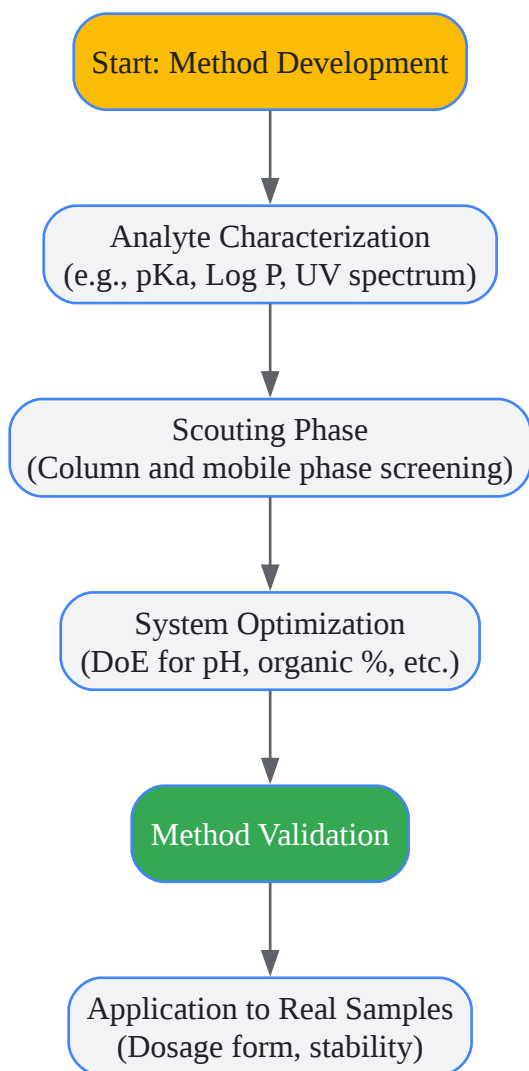 Start: Method Development
Analyte Characterization
(e.g., pKa, Log P, UV spectrum)
Scouting Phase
(Column and mobile phase screening)
System Optimization
(DoE for pH, organic %, etc.)
Method Validation
Application to Real Samples
(Dosage form, stability)